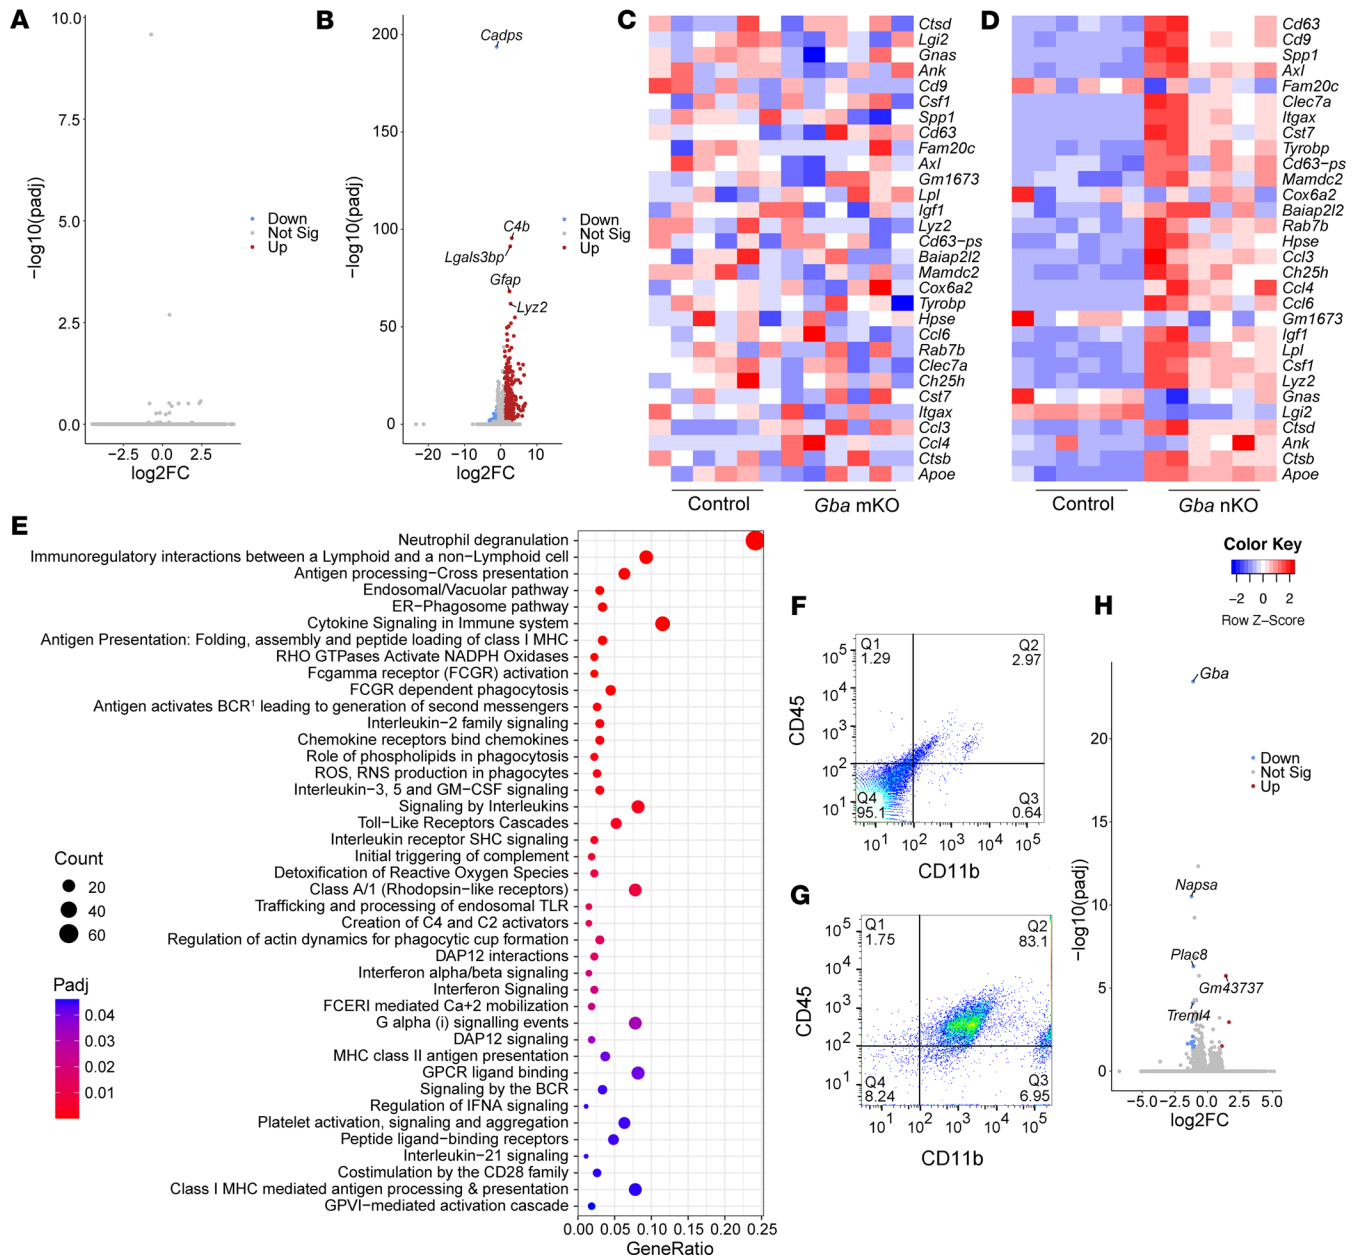 A
10.0
7.5
5.0
2.5
0.0
−log10(padj)
−2.5
0.0
2.5
log2FC
Down
Not Sig
Up
B
200
150
100
50
0
−log10(padj)
−20
−10
0
10
log2FC
Cadps
C4b
Lgals3bp
Gfap
Lyz2
Down
Not Sig
Up
C
Ctsd
Lgi2
Gnas
Ank
Cd9
Csf1
Spp1
Cd63
Fam20c
Axl
Gm1673
Lpl
Igf1
Lyz2
Cd63−ps
Baiap2l2
Mamdc2
Cox6a2
Tyrobp
Hpse
Ccl6
Rab7b
Clec7a
Ch25h
Cst7
Itgax
Ccl3
Ccl4
Ctsb
Apoe
Control
Gba mKO
D
Cd63
Cd9
Spp1
Axl
Fam20c
Clec7a
Itgax
Cst7
Tyrobp
Cd63−ps
Mamdc2
Cox6a2
Baiap2l2
Rab7b
Hpse
Ccl3
Ch25h
Ccl4
Ccl6
Gm1673
Igf1
Lpl
Csf1
Lyz2
Gnas
Lgi2
Ctsd
Ank
Ctsb
Apoe
Control
Gba nKO
Color Key
−2 0 2
Row Z−Score
E
Neutrophil degranulation
Immunoregulatory interactions between a Lymphoid and a non−Lymphoid cell
Antigen processing−Cross presentation
Endosomal/Vacuolar pathway
ER−Phagosome pathway
Cytokine Signaling in Immune system
Antigen Presentation: Folding, assembly and peptide loading of class I MHC
RHO GTPases Activate NADPH Oxidases
Fcgamma receptor (FCGR) activation
FCGR dependent phagocytosis
Antigen activates BCR¹ leading to generation of second messengers
Interleukin−2 family signaling
Chemokine receptors bind chemokines
Role of phospholipids in phagocytosis
ROS, RNS production in phagocytes
Interleukin−3, 5 and GM−CSF signaling
Signaling by Interleukins
Toll−Like Receptors Cascades
Interleukin receptor SHC signaling
Initial triggering of complement
Detoxification of Reactive Oxygen Species
Class A/1 (Rhodopsin−like receptors)
Trafficking and processing of endosomal TLR
Creation of C4 and C2 activators
Regulation of actin dynamics for phagocytic cup formation
DAP12 interactions
Interferon alpha/beta signaling
Interferon Signaling
FCERI mediated Ca+2 mobilization
G alpha (i) signalling events
DAP12 signaling
MHC class II antigen presentation
GPCR ligand binding
Signaling by the BCR
Regulation of IFNA signaling
Platelet activation, signaling and aggregation
Peptide ligand−binding receptors
Interleukin−21 signaling
Costimulation by the CD28 family
Class I MHC mediated antigen processing & presentation
GPVI−mediated activation cascade
0.00 0.05 0.10 0.15 0.20 0.25
GeneRatio
Count
20
40
60
Padj
0.04
0.03
0.02
0.01
F
Q1
1.29
Q2
2.97
Q3
0.64
Q4
95.1
10⁵
10⁴
10³
10²
10¹
CD45
10¹ 10² 10³ 10⁴ 10⁵
CD11b
G
Q1
1.75
Q2
83.1
Q3
6.95
Q4
8.24
10⁵
10⁴
10³
10²
10¹
CD45
10¹ 10² 10³ 10⁴ 10⁵
CD11b
H
20
15
10
5
0
−log10(padj)
−5.0
−2.5
0.0
2.5
5.0
log2FC
Gba
Napsa
Plac8
Gm43737
Treml4
Down
Not Sig
Up